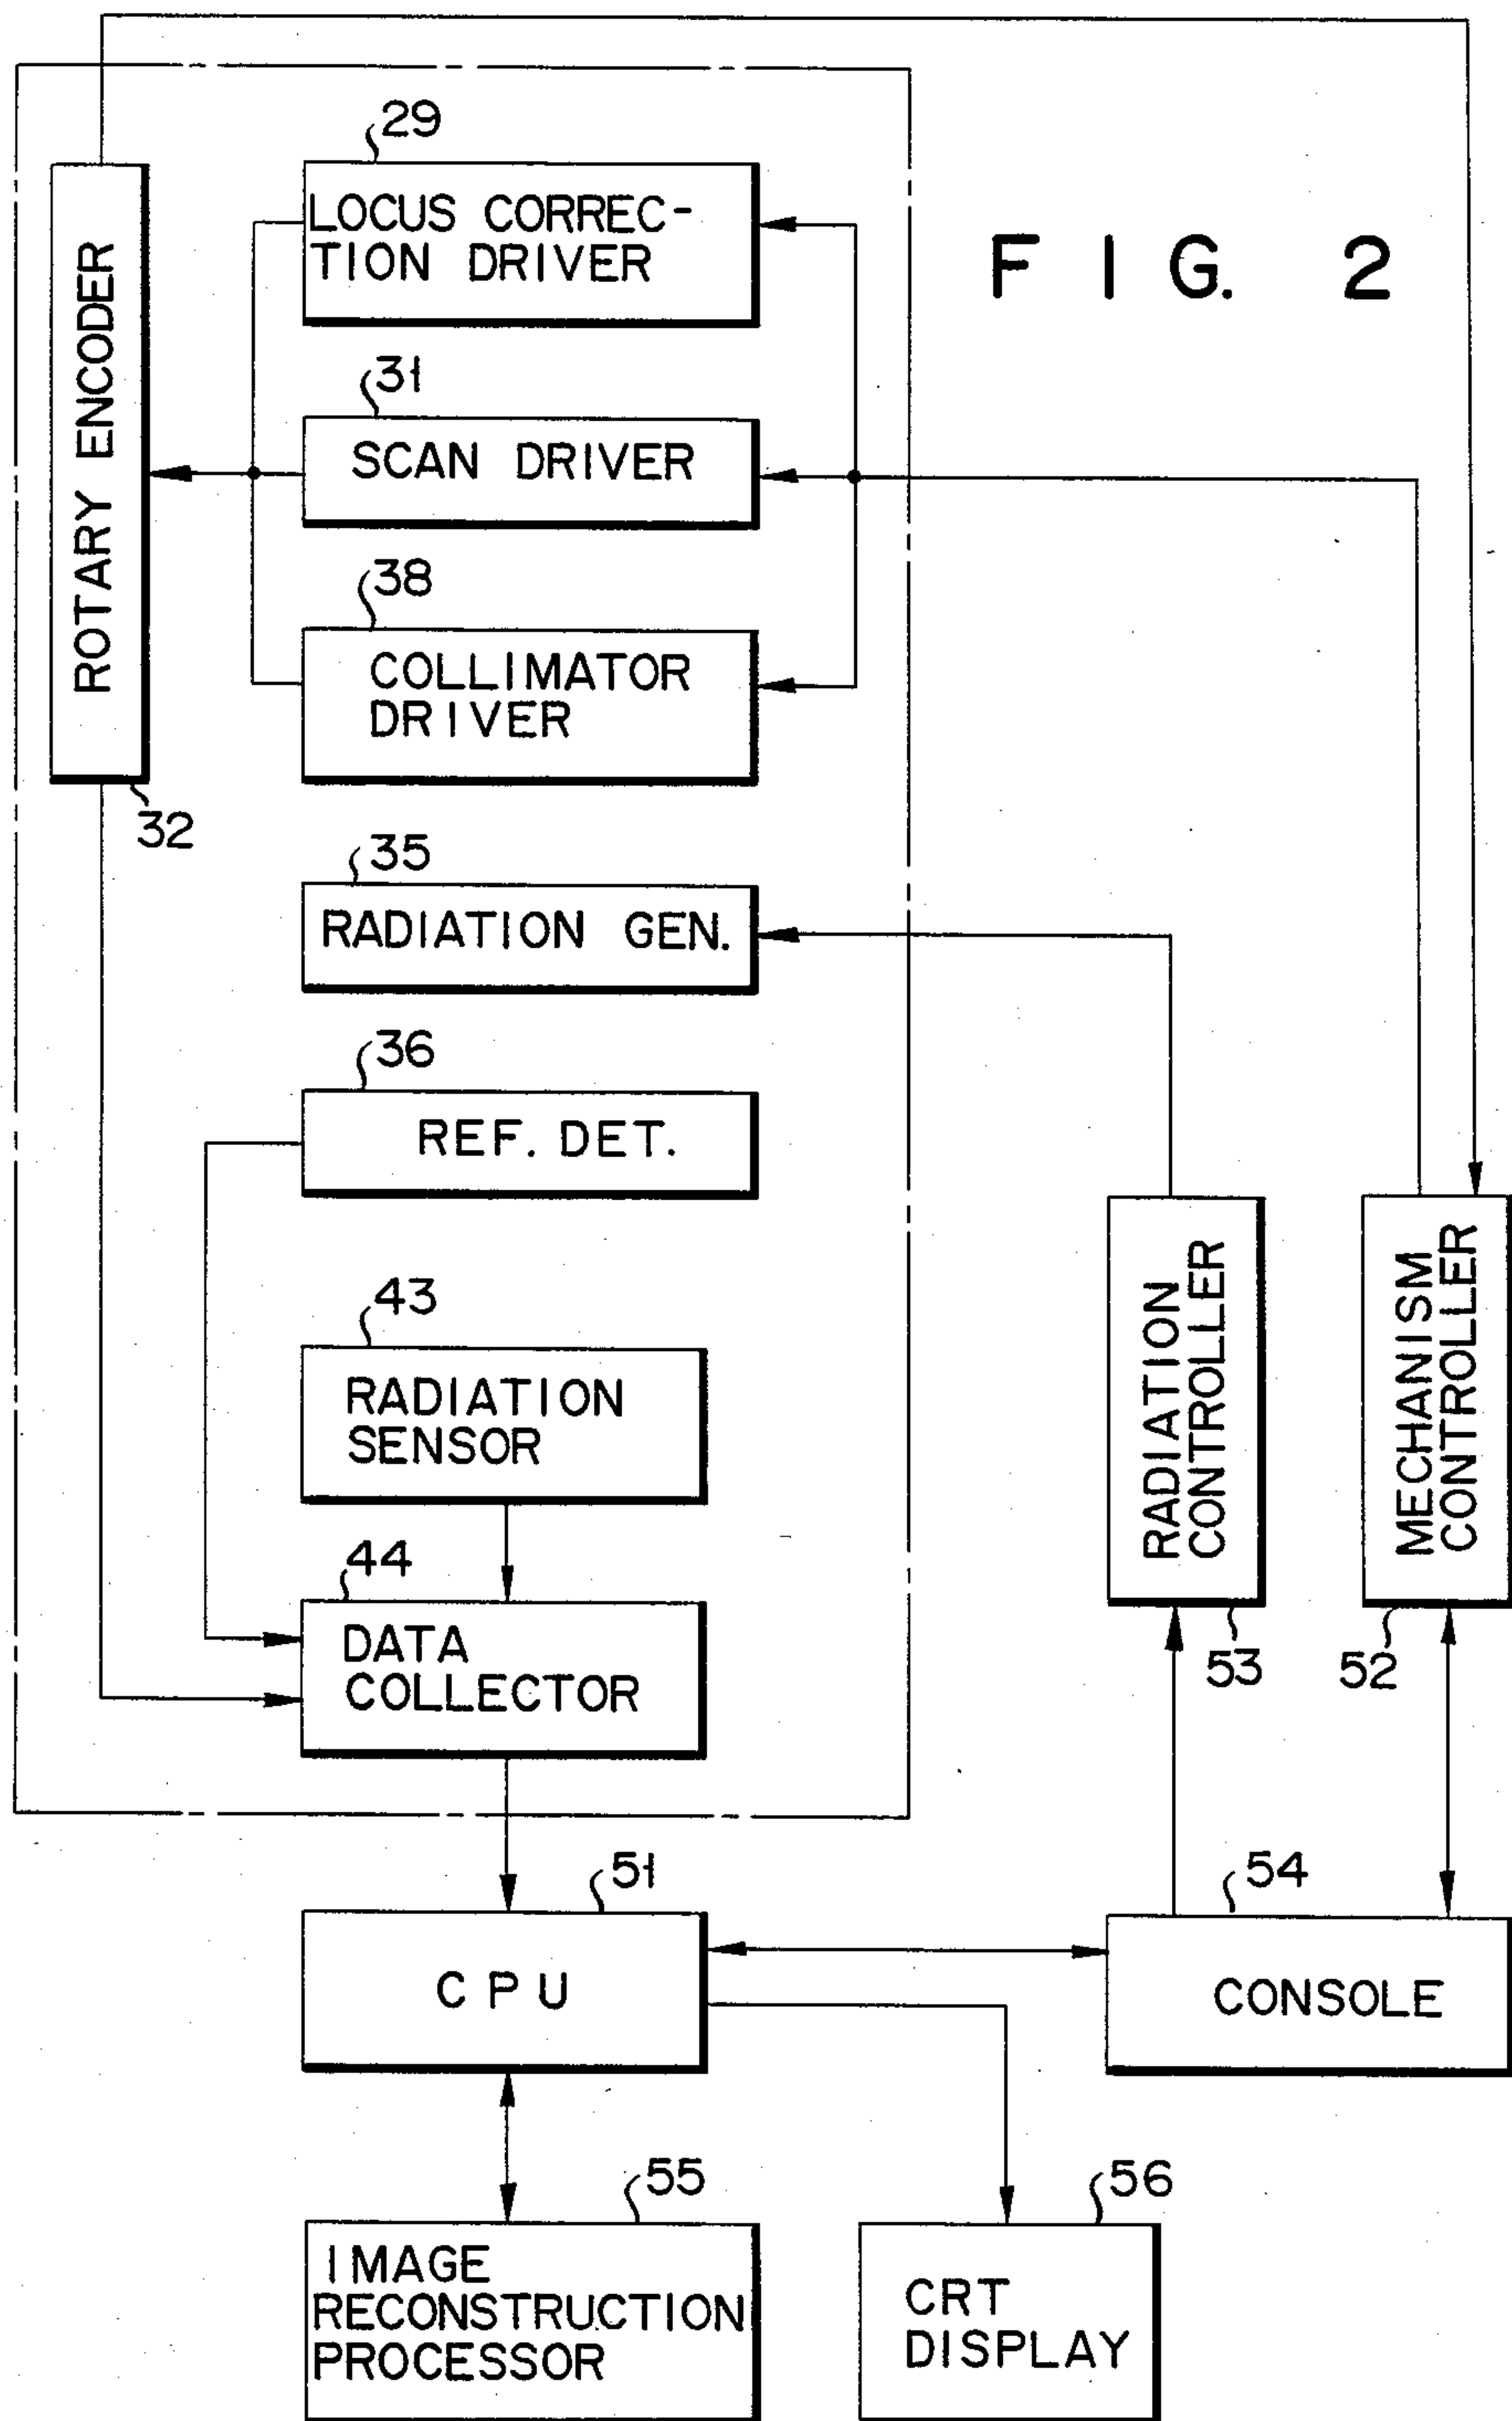 29
LOCUS CORREC-
TION DRIVER
F I G. 2
ROTARY ENCODER
31
SCAN DRIVER
38
COLLIMATOR
DRIVER
32
35
RADIATION GEN.
36
REF. DET.
43
RADIATION
SENSOR
RADIATION
CONTROLLER
MECHANISM
CONTROLLER
44
DATA
COLLECTOR
53
52
51
CPU
54
CONSOLE
55
IMAGE
RECONSTRUCTION
PROCESSOR
56
CRT
DISPLAY